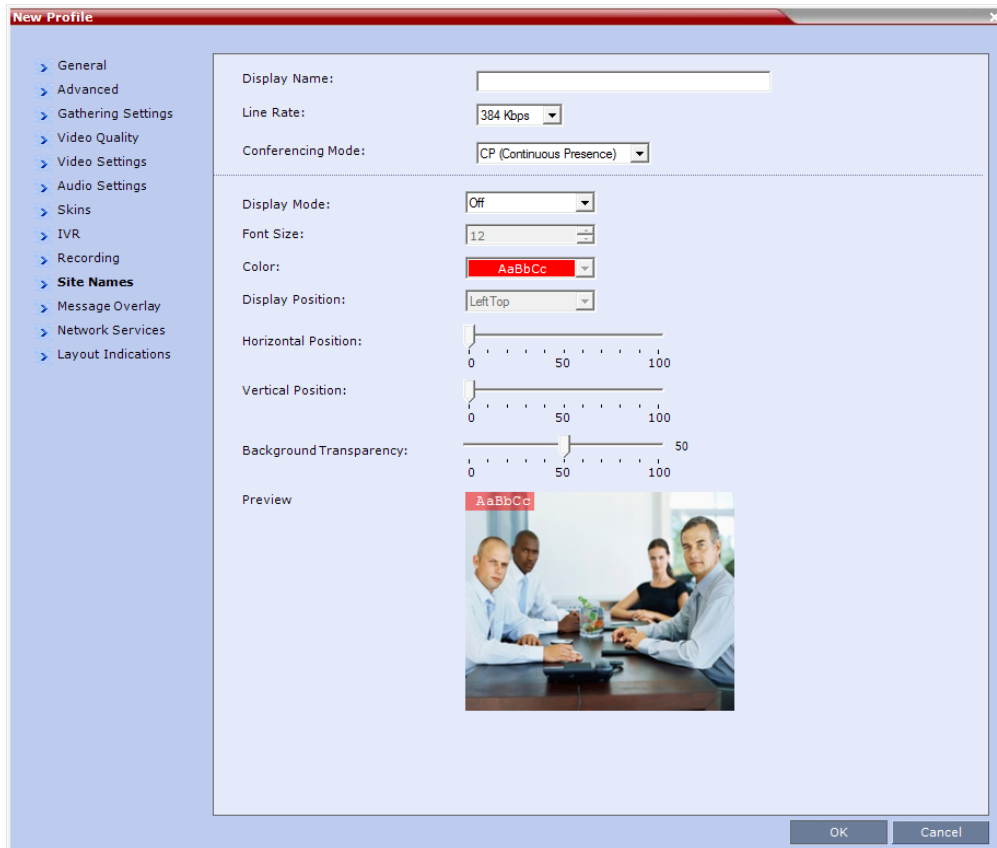 New Profile
General
Advanced
Gathering Settings
Video Quality
Video Settings
Audio Settings
Skins
IVR
Recording
Site Names
Message Overlay
Network Services
Layout Indications
Display Name:
Line Rate: 384 Kbps
Conferencing Mode: CP (Continuous Presence)
Display Mode: Off
Font Size: 12
Color: AaBbCc
Display Position: LeftTop
Horizontal Position:
0 50 100
Vertical Position:
0 50 100
Background Transparency: 50
0 50 100
Preview
AaBbCc
OK Cancel